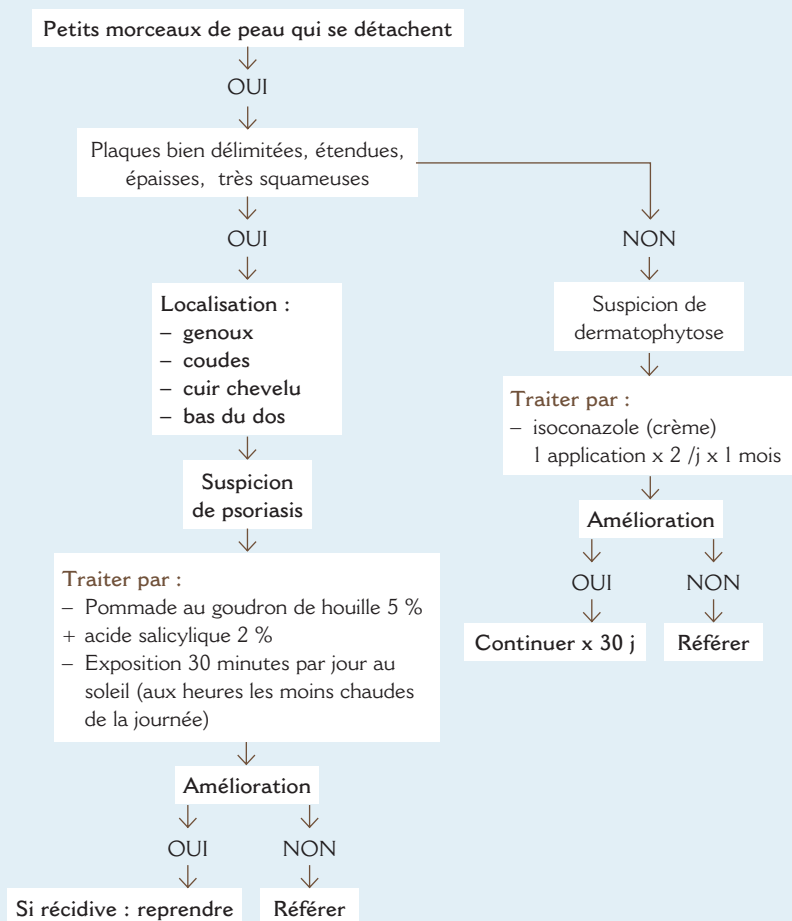 Petits morceaux de peau qui se détachent
OUI
Plaques bien délimitées, étendues,
épaisses, très squameuses
OUI
Localisation :
– genoux
– coudes
– cuir chevelu
– bas du dos
Suspicion
de psoriasis
Traiter par :
– Pommade au goudron de houille 5 %
+ acide salicylique 2 %
– Exposition 30 minutes par jour au
soleil (aux heures les moins chaudes
de la journée)
Amélioration
OUI
NON
Si récidive : reprendre
Référer
NON
Suspicion de
dermatophytose
Traiter par :
– isoconazole (crème)
1 application x 2 /j x 1 mois
Amélioration
OUI
NON
Continuer x 30 j
Référer